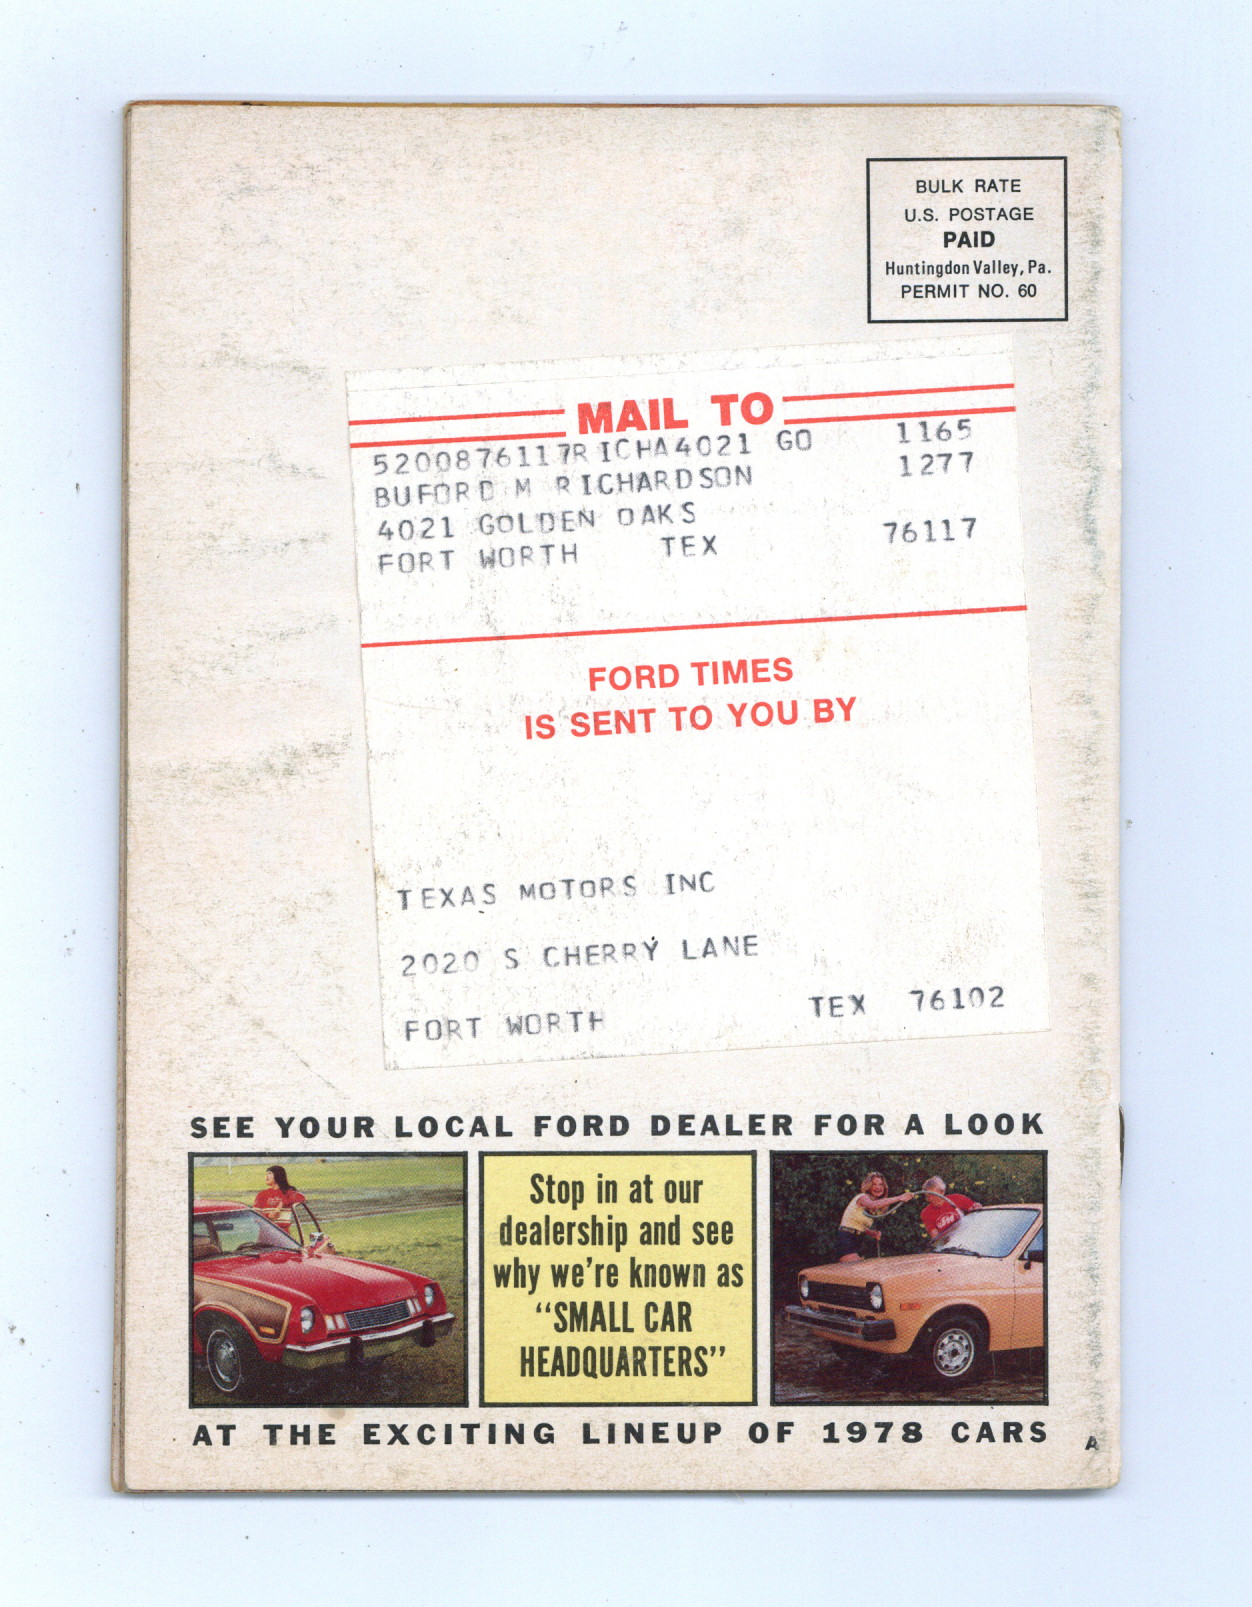 BULK RATE
U.S. POSTAGE
PAID
Huntingdon Valley, Pa.
PERMIT NO. 60
MAIL TO
5200876117RICHA4021 GO 1165
BUFORD M RICHARDSON 1277
4021 GOLDEN OAKS
FORT WORTH TEX 76117
FORD TIMES
IS SENT TO YOU BY
TEXAS MOTORS INC
2020 S CHERRY LANE
FORT WORTH TEX 76102
SEE YOUR LOCAL FORD DEALER FOR A LOOK
Stop in at our
dealership and see
why we're known as
"SMALL CAR
HEADQUARTERS"
AT THE EXCITING LINEUP OF 1978 CARS
A